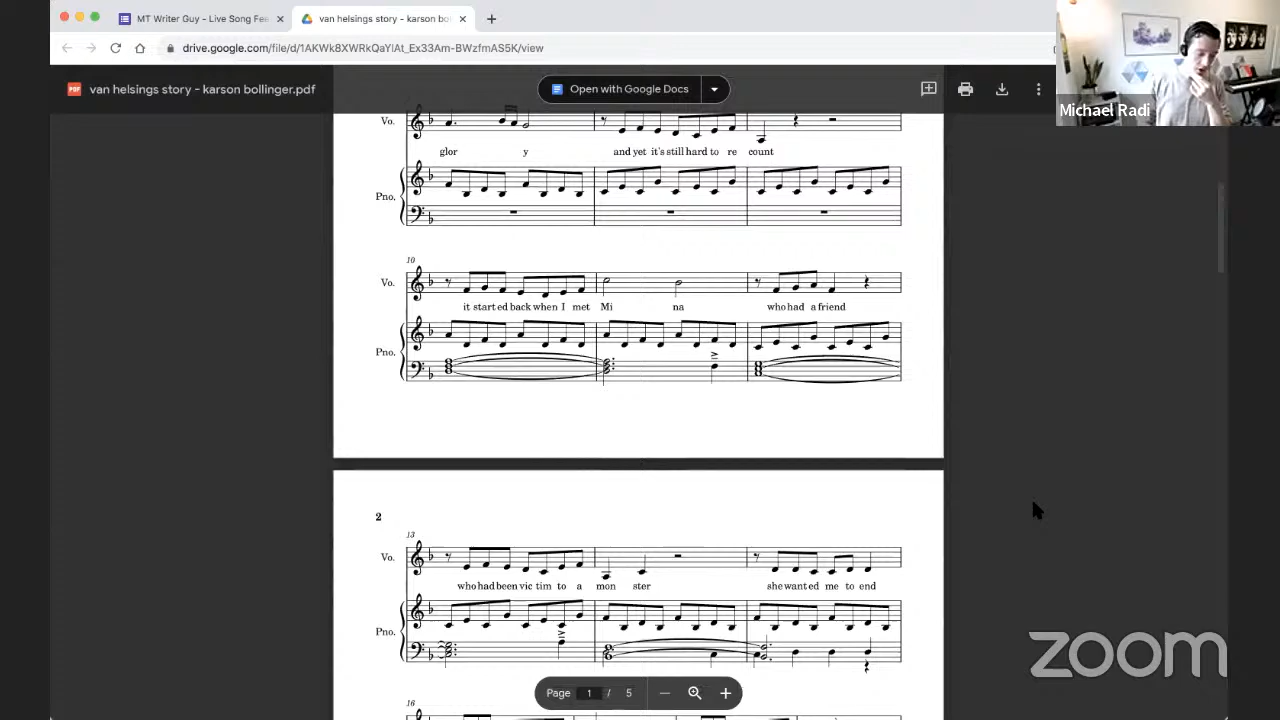 MT Writer Guy - Live Song Fee
van helsings story - karson bo
drive.google.com/file/d/1AKWk8XWRkQaYlAt_Ex33Am-BWzfmAS5K/view
PDF van helsings story - karson bollinger.pdf
Open with Google Docs
Michael Radi
Vo.
glor y and yet it's still hard to re count
Pno.
10
Vo.
it start ed back when I met Mi na who had a friend
Pno.
2
13
Vo.
who had been vic tim to a mon ster she want ed me to end
Pno.
16
Page 1 / 5
zoom